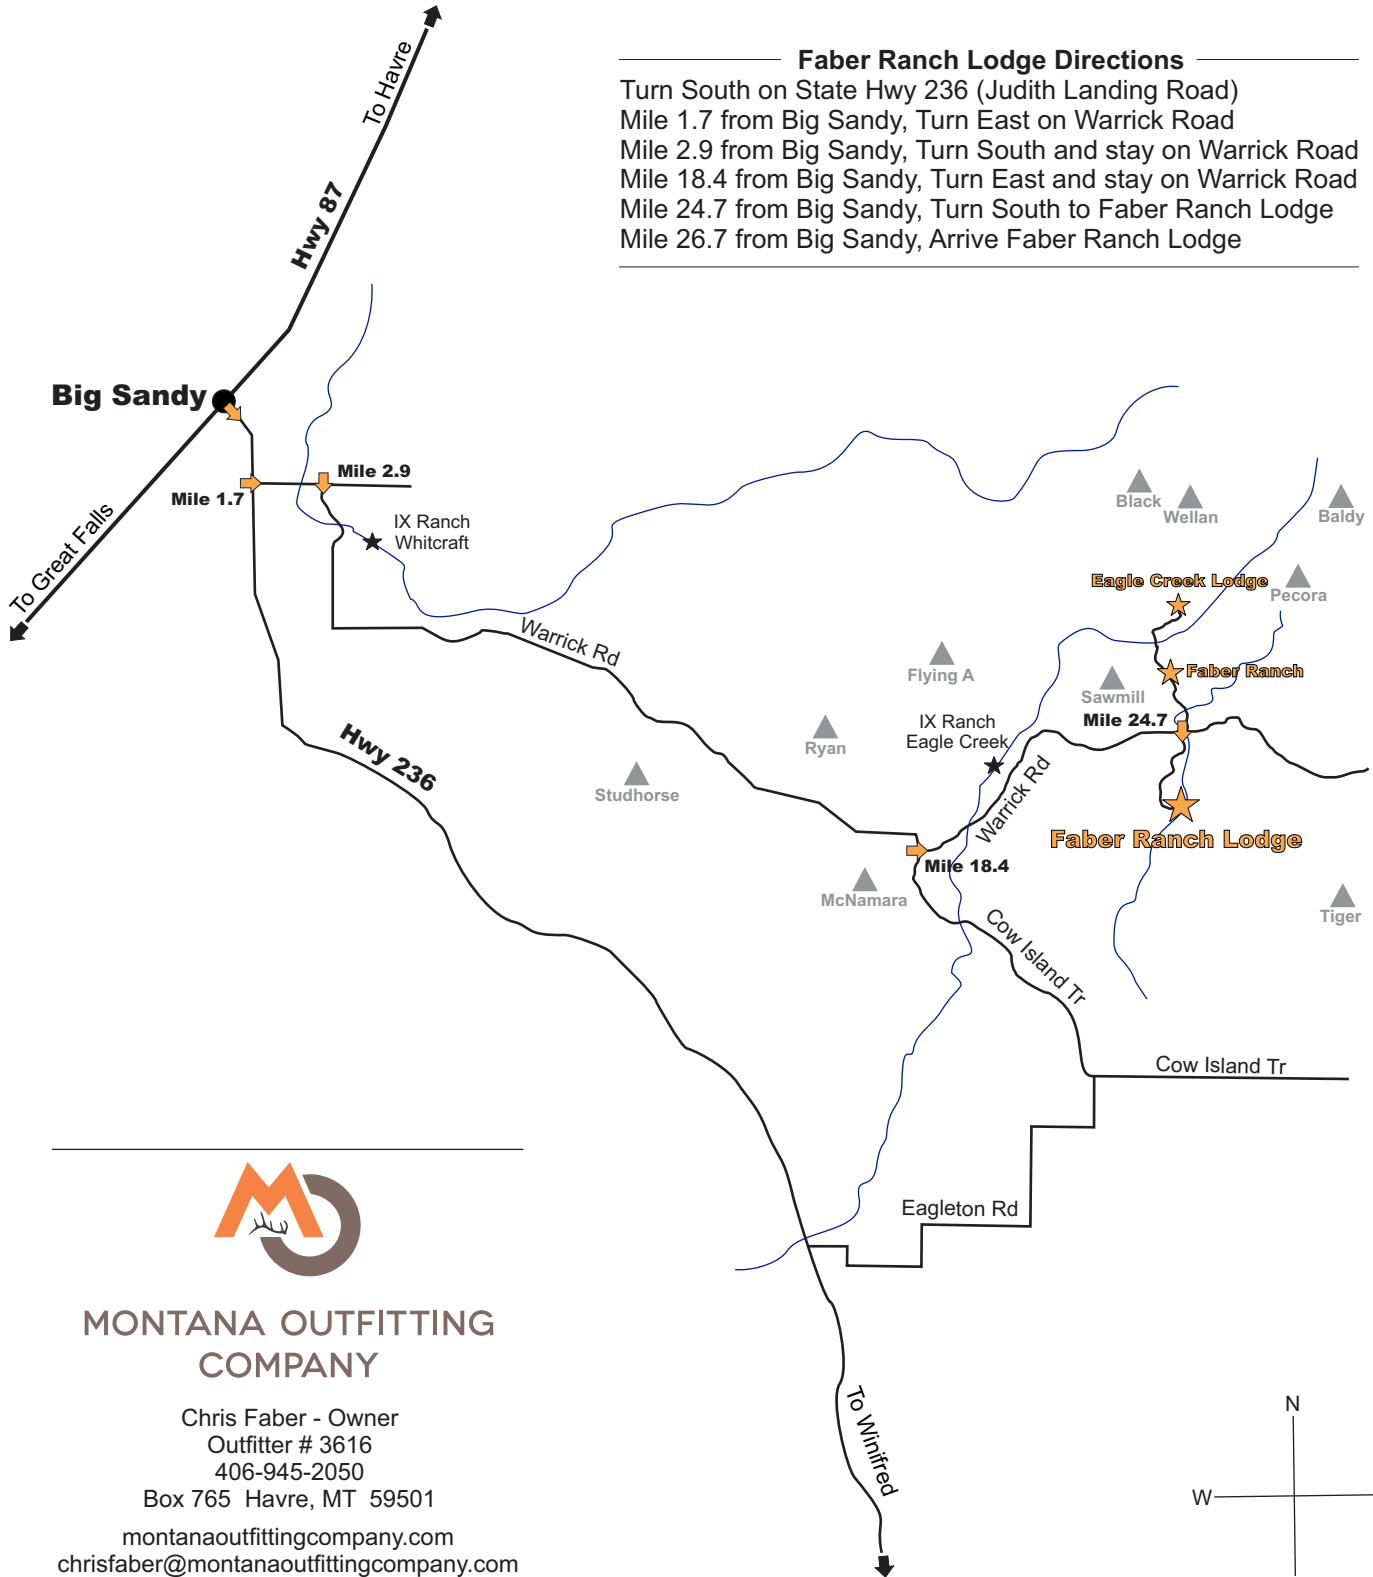 Faber Ranch Lodge Directions
Turn South on State Hwy 236 (Judith Landing Road)
Mile 1.7 from Big Sandy, Turn East on Warrick Road
Mile 2.9 from Big Sandy, Turn South and stay on Warrick Road
Mile 18.4 from Big Sandy, Turn East and stay on Warrick Road
Mile 24.7 from Big Sandy, Turn South to Faber Ranch Lodge
Mile 26.7 from Big Sandy, Arrive Faber Ranch Lodge
To Havre
Hwy 87
Big Sandy
To Great Falls
Mile 1.7
Mile 2.9
IX Ranch
Whitcraft
Warrick Rd
Hwy 236
Black
Wellan
Baldy
Eagle Creek Lodge
Pecora
Flying A
Sawmill
Faber Ranch
Mile 24.7
IX Ranch
Eagle Creek
Ryan
Studhorse
Warrick Rd
Faber Ranch Lodge
Mile 18.4
McNamara
Tiger
Cow Island Tr
Cow Island Tr
Eagleton Rd
To Winifred
MONTANA OUTFITTING
COMPANY
Chris Faber - Owner
Outfitter # 3616
406-945-2050
Box 765 Havre, MT 59501
montanaoutfittingcompany.com
chrisfaber@montanaoutfittingcompany.com
N
W